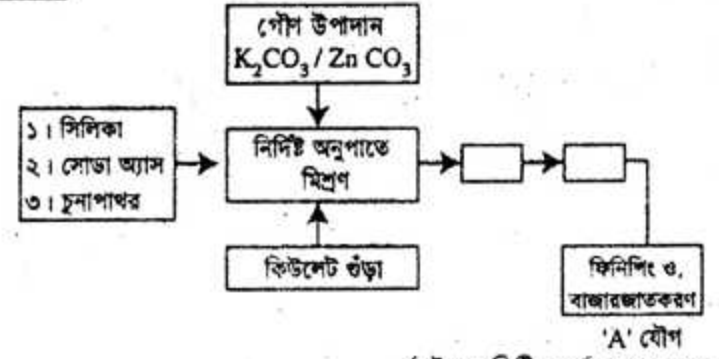 গৌণ উপাদান
K₂CO₃ / Zn CO₃
১। সিলিকা
২। সোডা অ্যাস
৩। চুনাপাথর
নির্দিষ্ট অনুপাতে
মিশ্রণ
কিউলেট গুঁড়া
ফিনিশিং ও,
বাজারজাতকরণ
'A' যৌগ